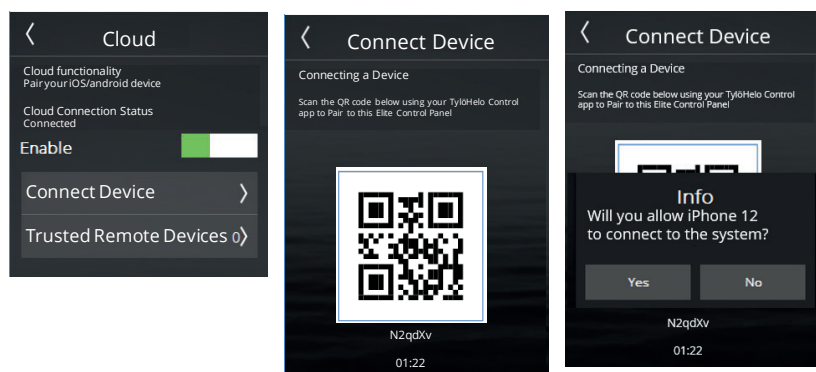 Cloud
Cloud functionality
Pair your iOS/android device
Cloud Connection Status
Connected
Enable
Connect Device
Trusted Remote Devices 0
Connect Device
Connecting a Device
Scan the QR code below using your TylöHelo Control
app to Pair to this Elite Control Panel
N2qdXv
01:22
Connect Device
Connecting a Device
Scan the QR code below using your TylöHelo Control
app to Pair to this Elite Control Panel
Info
Will you allow iPhone 12
to connect to the system?
Yes
No
N2qdXv
01:22